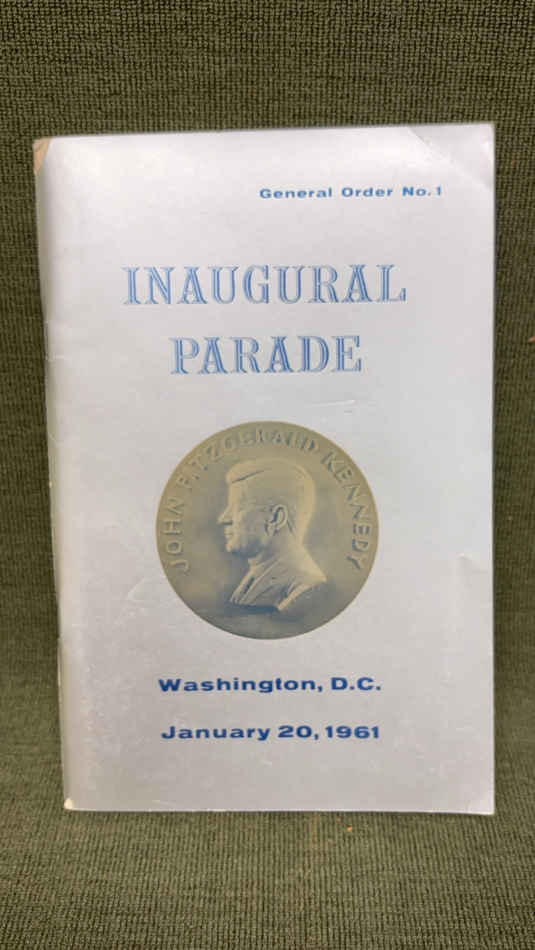 General Order No. 1
INAUGURAL
PARADE
JOHN FITZGERALD KENNEDY
Washington, D.C.
January 20, 1961